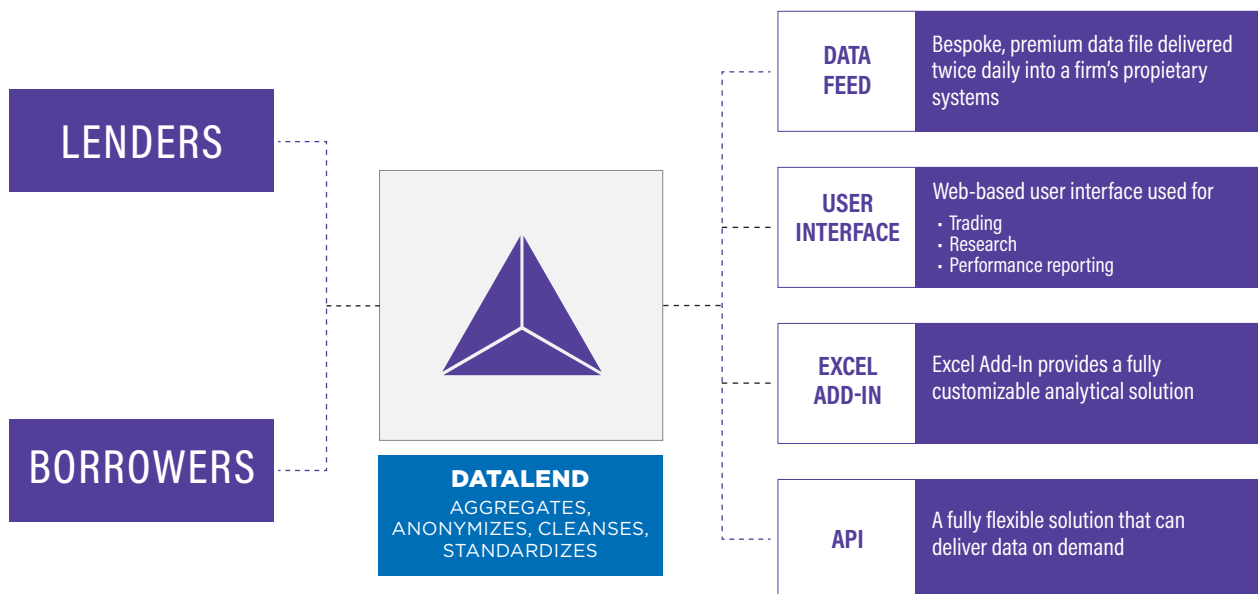 LENDERS
BORROWERS
DATALEND
AGGREGATES,
ANONYMIZES, CLEANSES,
STANDARDIZES
DATA
FEED
Bespoke, premium data file delivered
twice daily into a firm’s propietary
systems
USER
INTERFACE
Web-based user interface used for
• Trading
• Research
• Performance reporting
EXCEL
ADD-IN
Excel Add-In provides a fully
customizable analytical solution
API
A fully flexible solution that can
deliver data on demand